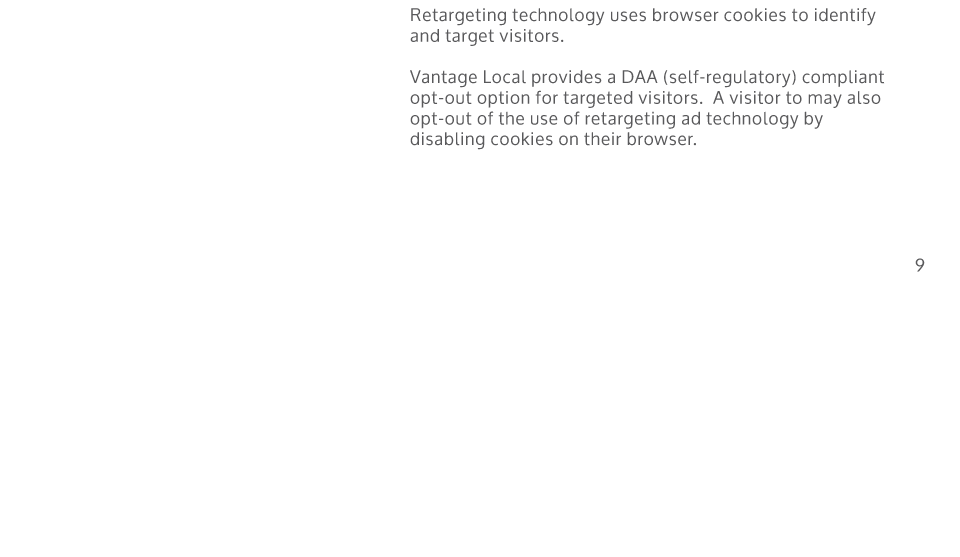 Retargeting technology uses browser cookies to identify
and target visitors.
Vantage Local provides a DAA (self-regulatory) compliant
opt-out option for targeted visitors.  A visitor to may also
opt-out of the use of retargeting ad technology by
disabling cookies on their browser.
9